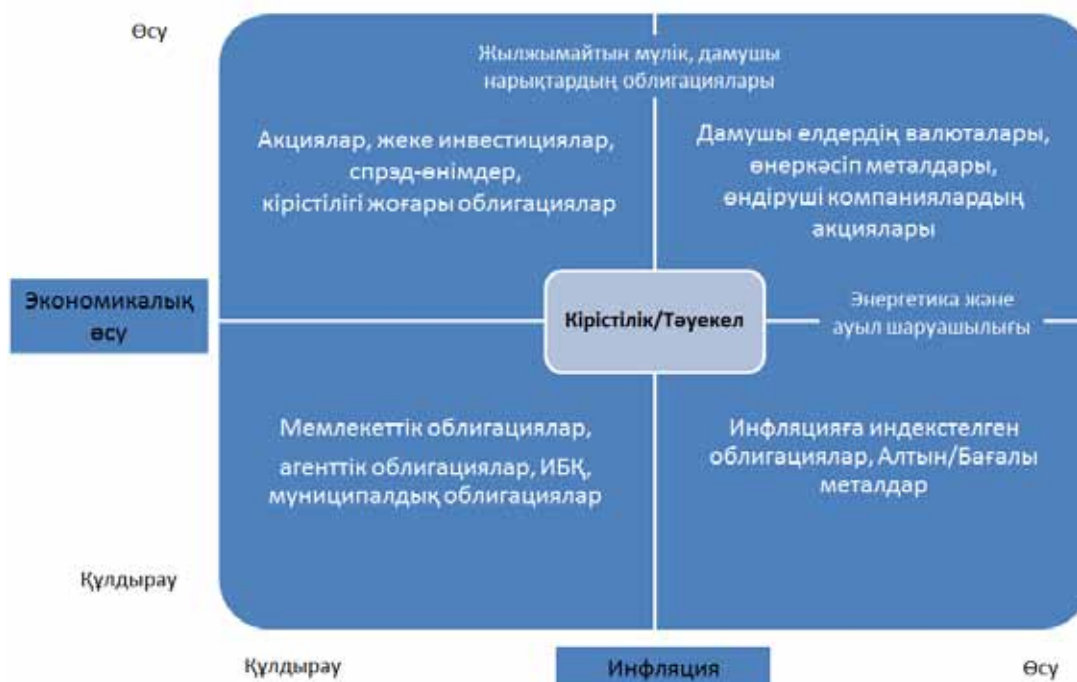 Өсу
Жылжымайтын мүлік, дамушы
нарықтардың облигациялары
Акциялар, жеке инвестициялар,
спрэд-өнімдер,
кірістілігі жоғары облигациялар
Дамушы елдердің валюталары,
өнеркәсіп металдары,
өндіруші компаниялардың
акциялары
Экономикалық
өсу
Кірістілік/Тәуекел
Энергетика және
ауыл шаруашылығы
Мемлекеттік облигациялар,
агенттік облигациялар, ИБҚ,
муниципалдық облигациялар
Инфляцияға индекстелген
облигациялар, Алтын/Бағалы
металдар
Құлдырау
Құлдырау
Инфляция
Өсу